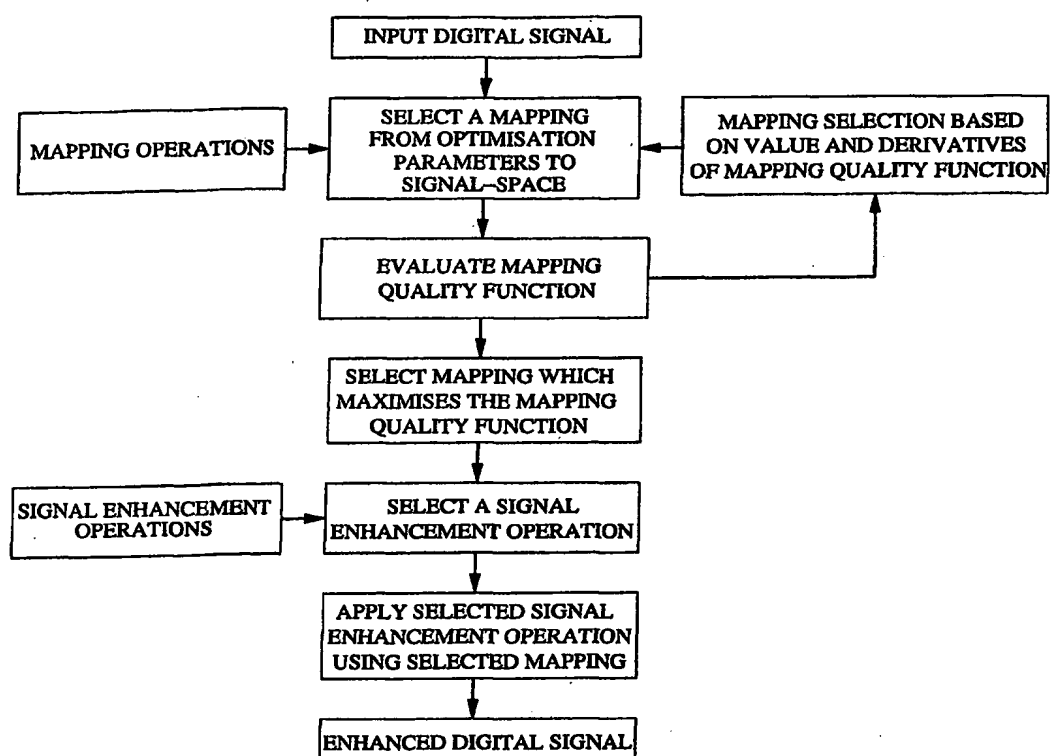 INPUT DIGITAL SIGNAL
MAPPING OPERATIONS
SELECT A MAPPING
FROM OPTIMISATION
PARAMETERS TO
SIGNAL-SPACE
MAPPING SELECTION BASED
ON VALUE AND DERIVATIVES
OF MAPPING QUALITY FUNCTION
EVALUATE MAPPING
QUALITY FUNCTION
SELECT MAPPING WHICH
MAXIMISES THE MAPPING
QUALITY FUNCTION
SIGNAL ENHANCEMENT
OPERATIONS
SELECT A SIGNAL
ENHANCEMENT OPERATION
APPLY SELECTED SIGNAL
ENHANCEMENT OPERATION
USING SELECTED MAPPING
ENHANCED DIGITAL SIGNAL